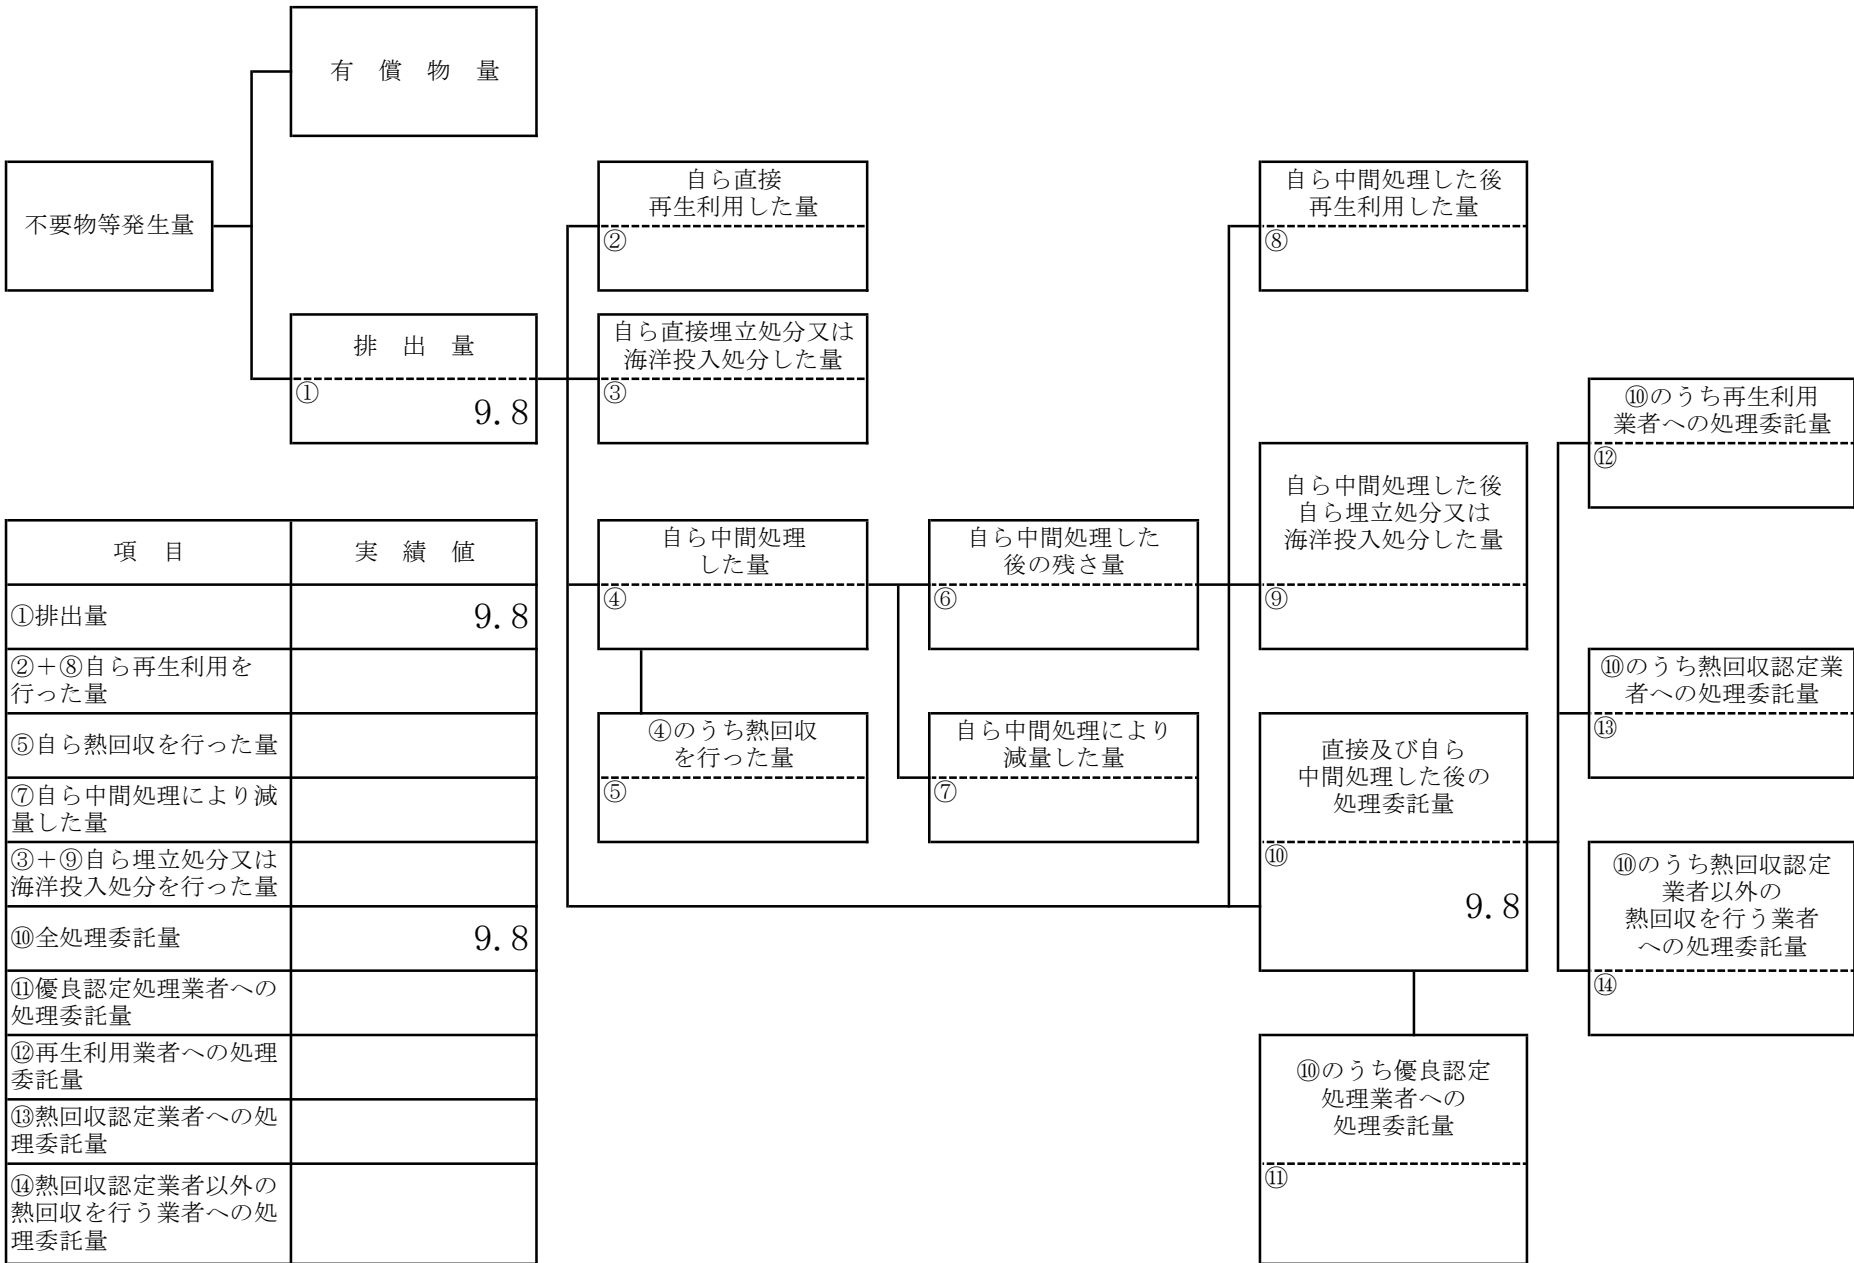 有償物量
不要物等発生量
排出量
①
9.8
自ら直接
再生利用した量
②
自ら直接埋立処分又は
海洋投入処分した量
③
自ら中間処理
した量
④
④のうち熱回収
を行った量
⑤
自ら中間処理した
後の残さ量
⑥
自ら中間処理により
減量した量
⑦
自ら中間処理した後
再生利用した量
⑧
自ら中間処理した後
自ら埋立処分又は
海洋投入処分した量
⑨
直接及び自ら
中間処理した後の
処理委託量
⑩
9.8
⑩のうち優良認定
処理業者への
処理委託量
⑪
⑩のうち再生利用
業者への処理委託量
⑫
⑩のうち熱回収認定業
者への処理委託量
⑬
⑩のうち熱回収認定
業者以外の
熱回収を行う業者
への処理委託量
⑭
項目 実績値
①排出量 9.8
②＋⑧自ら再生利用を
行った量
⑤自ら熱回収を行った量
⑦自ら中間処理により減
量した量
③＋⑨自ら埋立処分又は
海洋投入処分を行った量
⑩全処理委託量 9.8
⑪優良認定処理業者への
処理委託量
⑫再生利用業者への処理
委託量
⑬熱回収認定業者への処
理委託量
⑭熱回収認定業者以外の
熱回収を行う業者への処
理委託量